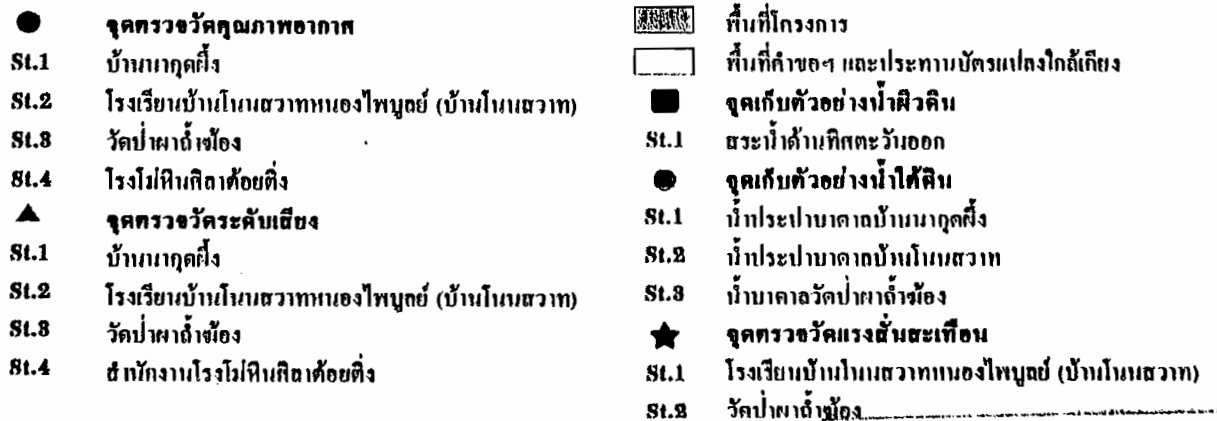 จุดตรวจวัดคุณภาพอากาศ
St.1 บ้านนากุดผึ้ง
St.2 โรงเรียนบ้านโนนสวาทหนองไพบูลย์ (บ้านโนนสวาท)
St.3 วัดป่าผาถ้ำฆ้อง
St.4 โรงโม่หินศิลาต้อยติ่ง
จุดตรวจวัดระดับเสียง
St.1 บ้านนากุดผึ้ง
St.2 โรงเรียนบ้านโนนสวาทหนองไพบูลย์ (บ้านโนนสวาท)
St.3 วัดป่าผาถ้ำฆ้อง
St.4 สำนักงานโรงโม่หินศิลาต้อยติ่ง
พื้นที่โครงการ
พื้นที่คำขอฯ และประทานบัตรแปลงใกล้เคียง
จุดเก็บตัวอย่างน้ำผิวดิน
St.1 สระน้ำด้านทิศตะวันออก
จุดเก็บตัวอย่างน้ำใต้ดิน
St.1 น้ำประปาบาดาลบ้านนากุดผึ้ง
St.2 น้ำประปาบาดาลบ้านโนนสวาท
St.3 น้ำบาดาลวัดป่าผาถ้ำฆ้อง
จุดตรวจวัดแรงสั่นสะเทือน
St.1 โรงเรียนบ้านโนนสวาทหนองไพบูลย์ (บ้านโนนสวาท)
St.2 วัดป่าผาถ้ำฆ้อง